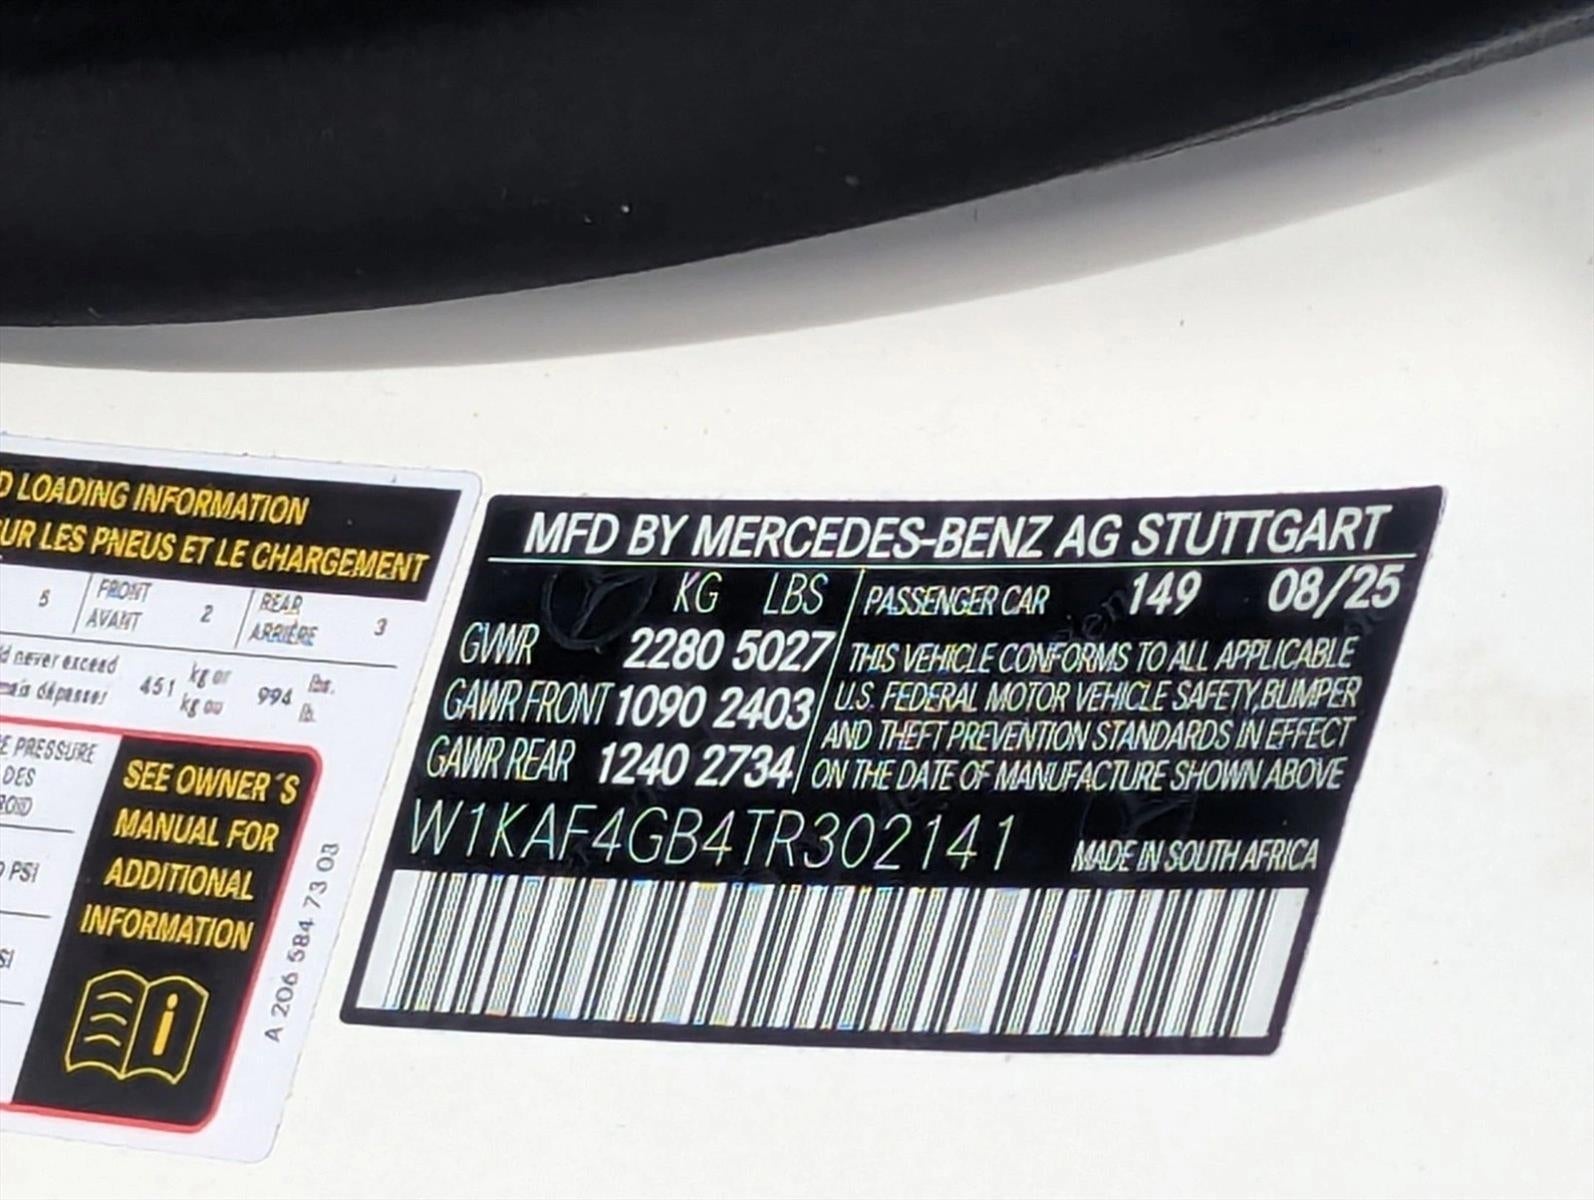 D LOADING INFORMATION
UR LES PNEUS ET LE CHARGEMENT
5 FRONT AVANT 2 REAR ARRIÈRE 3
d never exceed
mais dépasser 451 kg or kg ou 994 lbs. lb.
E PRESSURE
DES
ROID
PSI
SI
SEE OWNER´S
MANUAL FOR
ADDITIONAL
INFORMATION
i
A 206 584 73 03
MFD BY MERCEDES-BENZ AG STUTTGART
KG LBS
GVWR 2280 5027
GAWR FRONT 1090 2403
GAWR REAR 1240 2734
PASSENGER CAR 149 08/25
THIS VEHICLE CONFORMS TO ALL APPLICABLE
U.S. FEDERAL MOTOR VEHICLE SAFETY,BUMPER
AND THEFT PREVENTION STANDARDS IN EFFECT
ON THE DATE OF MANUFACTURE SHOWN ABOVE
W1KAF4GB4TR302141
MADE IN SOUTH AFRICA